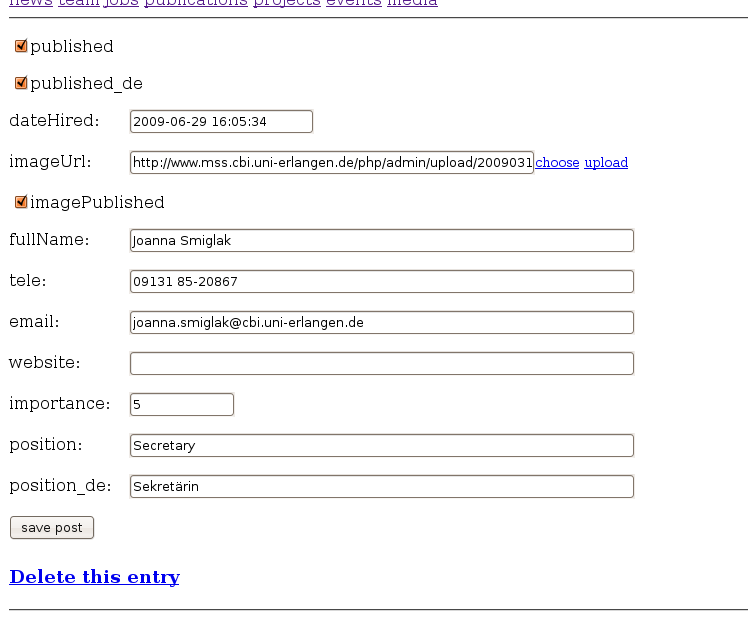 news team jobs publications projects events media
published
published_de
dateHired: 2009-06-29 16:05:34
imageUrl: http://www.mss.cbi.uni-erlangen.de/php/admin/upload/2009031 choose upload
imagePublished
fullName: Joanna Smiglak
tele: 09131 85-20867
email: joanna.smiglak@cbi.uni-erlangen.de
website:
importance: 5
position: Secretary
position_de: Sekretärin
save post
Delete this entry